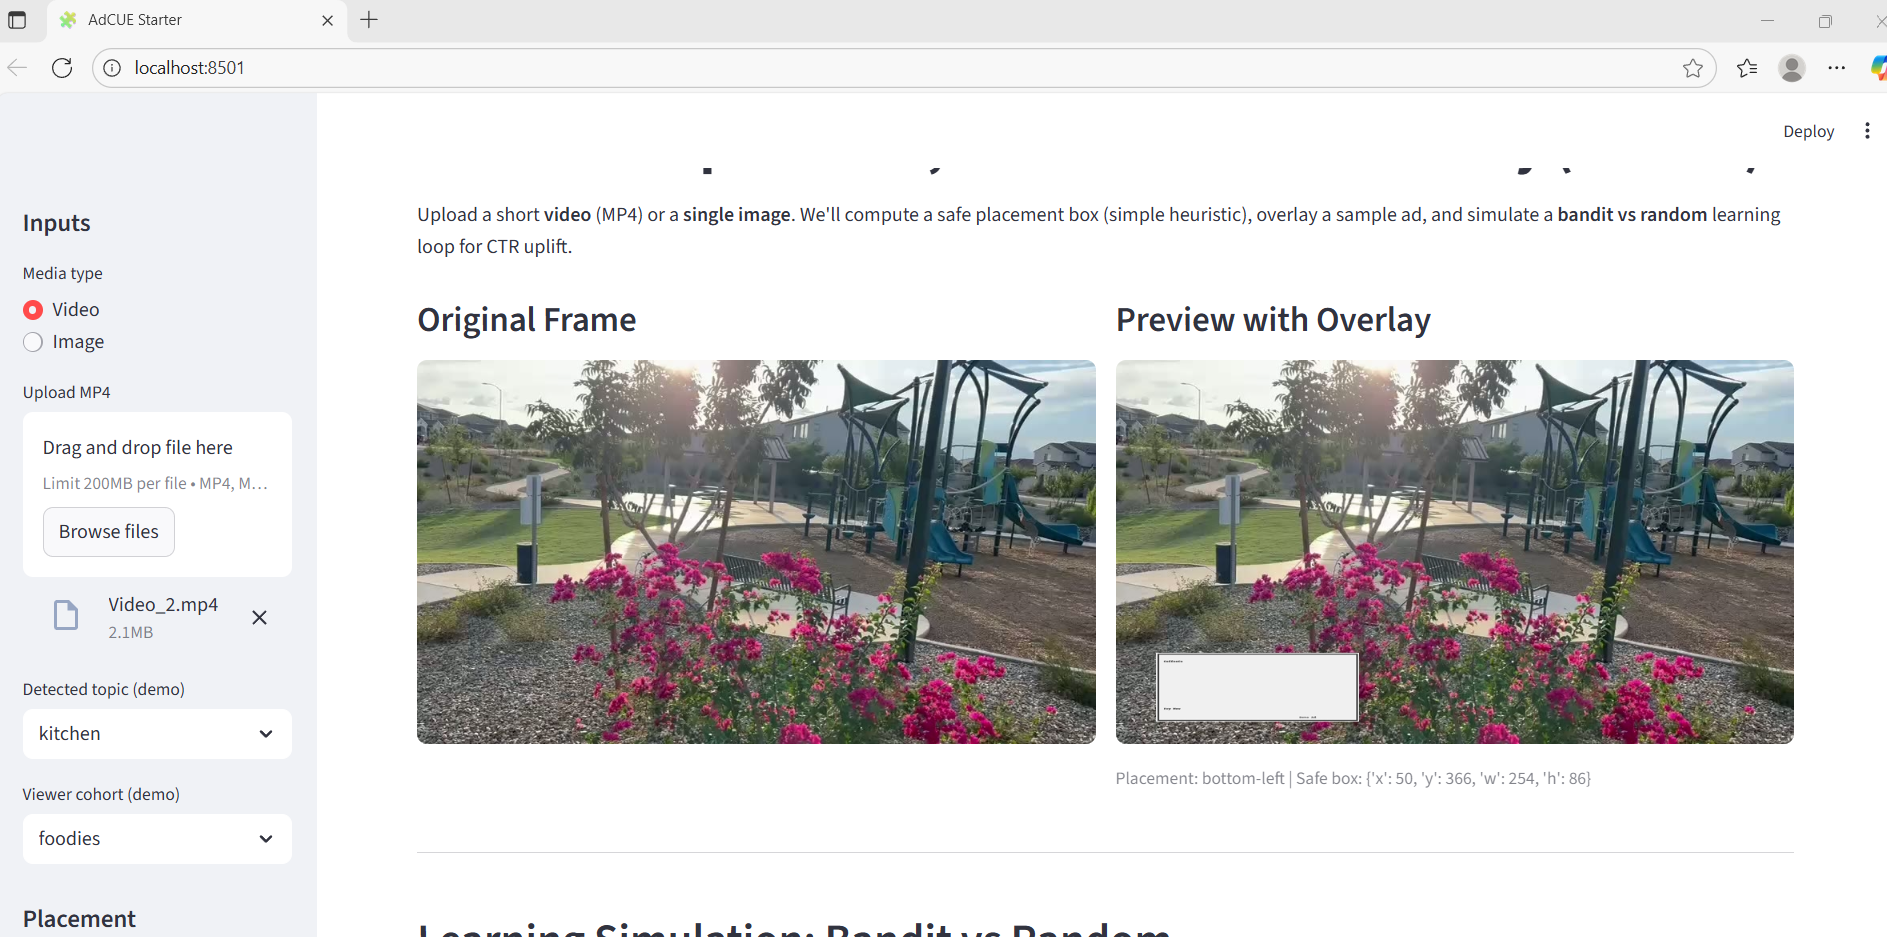 AdCUE Starter
localhost:8501
Deploy
Inputs
Media type
Video
Image
Upload MP4
Drag and drop file here
Limit 200MB per file • MP4, M…
Browse files
Video_2.mp4
2.1MB
Detected topic (demo)
kitchen
Viewer cohort (demo)
foodies
Placement
Upload a short video (MP4) or a single image. We'll compute a safe placement box (simple heuristic), overlay a sample ad, and simulate a bandit vs random learning
loop for CTR uplift.
Original Frame
Preview with Overlay
Placement: bottom-left | Safe box: {'x': 50, 'y': 366, 'w': 254, 'h': 86}
Learning Simulation: Bandit vs Random